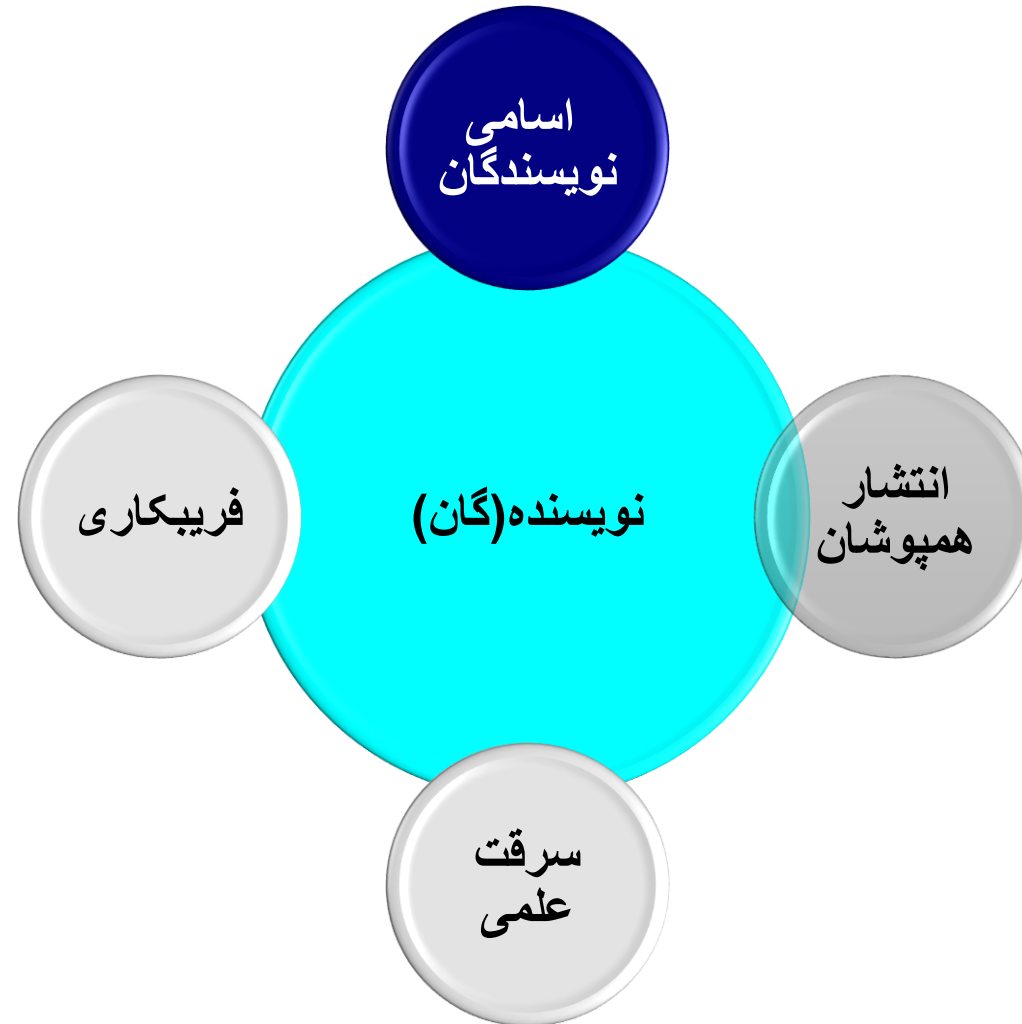 اسامی
نویسندگان
انتشار
همپوشان
نویسنده(گان)
فریبکاری
سرقت
علمی